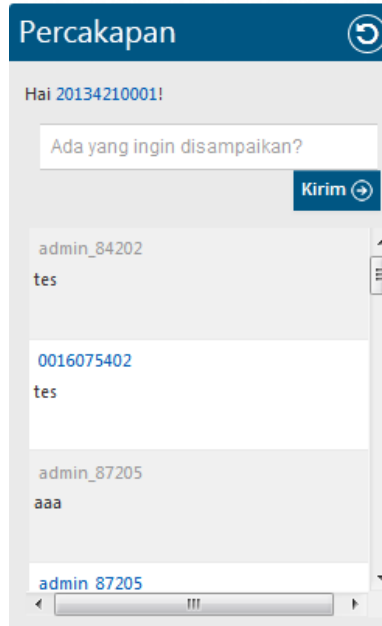 Percakapan
Hai 20134210001!
Ada yang ingin disampaikan?
Kirim
admin_84202
tes
0016075402
tes
admin_87205
aaa
admin_87205